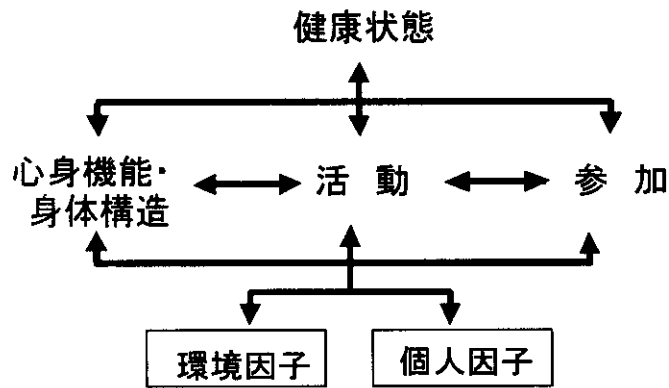 健康状態
心身機能・
身体構造
活動
参加
環境因子
個人因子